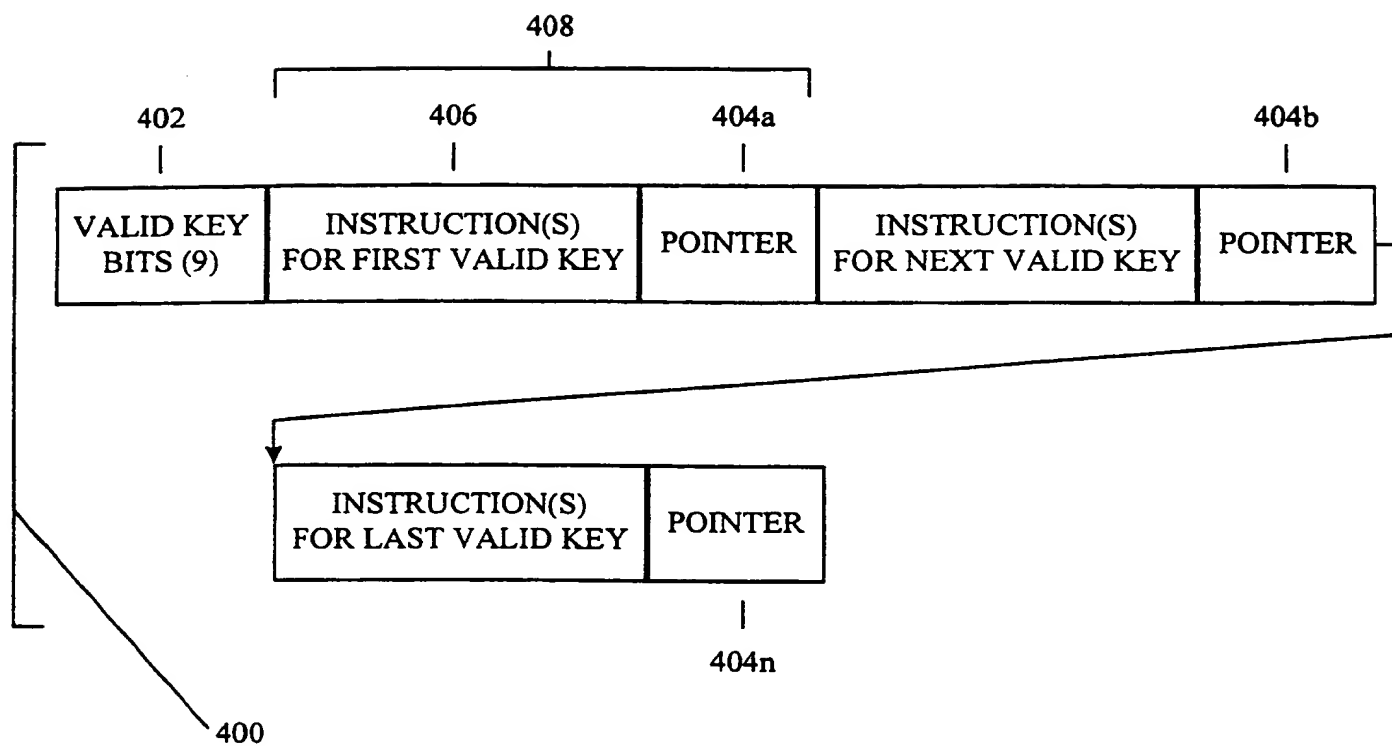 408
402
406
404a
404b
VALID KEY
BITS (9)
INSTRUCTION(S)
FOR FIRST VALID KEY
POINTER
INSTRUCTION(S)
FOR NEXT VALID KEY
POINTER
INSTRUCTION(S)
FOR LAST VALID KEY
POINTER
404n
400